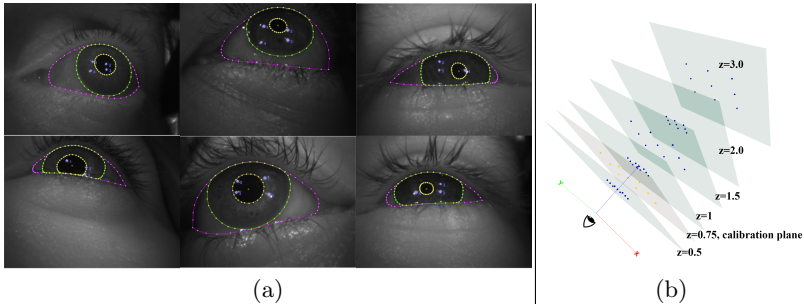 z=3.0
z=2.0
z=1.5
z=1
z=0.75, calibration plane
z=0.5
y
x
(a)
(b)